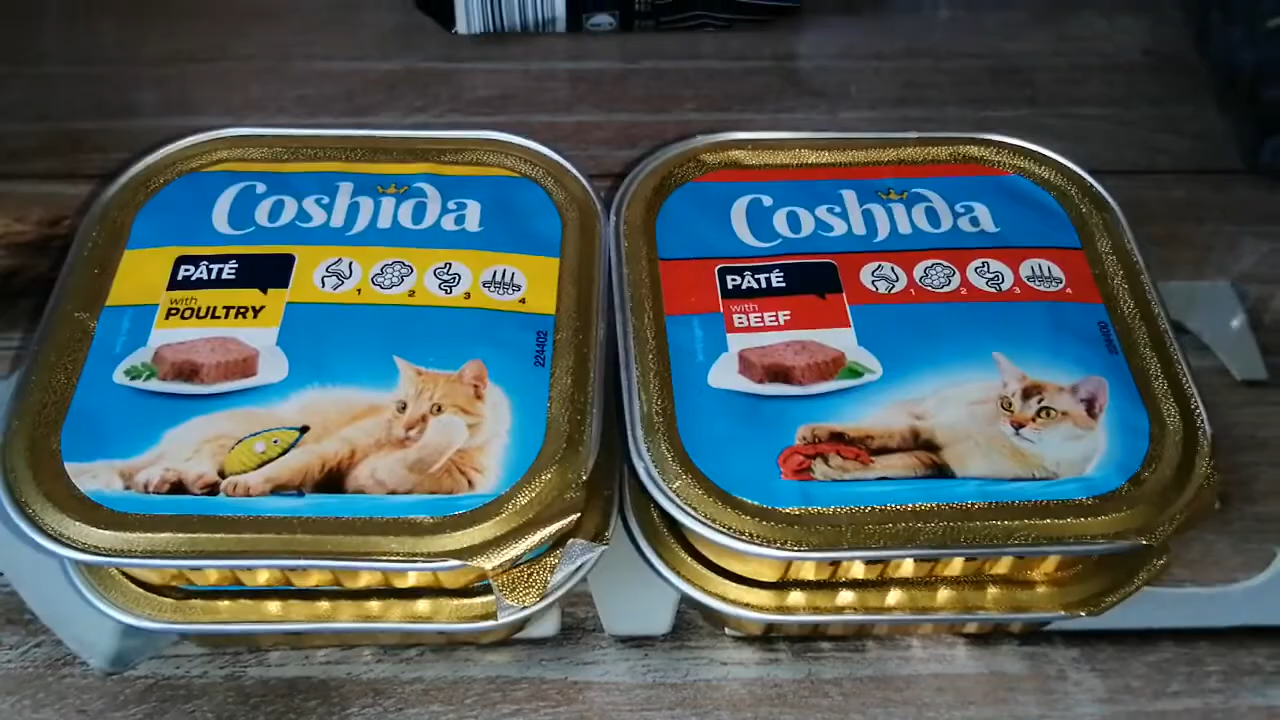 Coshida
PÂTÉ
with
POULTRY
1 2 3 4
224402
Coshida
PÂTÉ
with
BEEF
1 2 3 4
224400